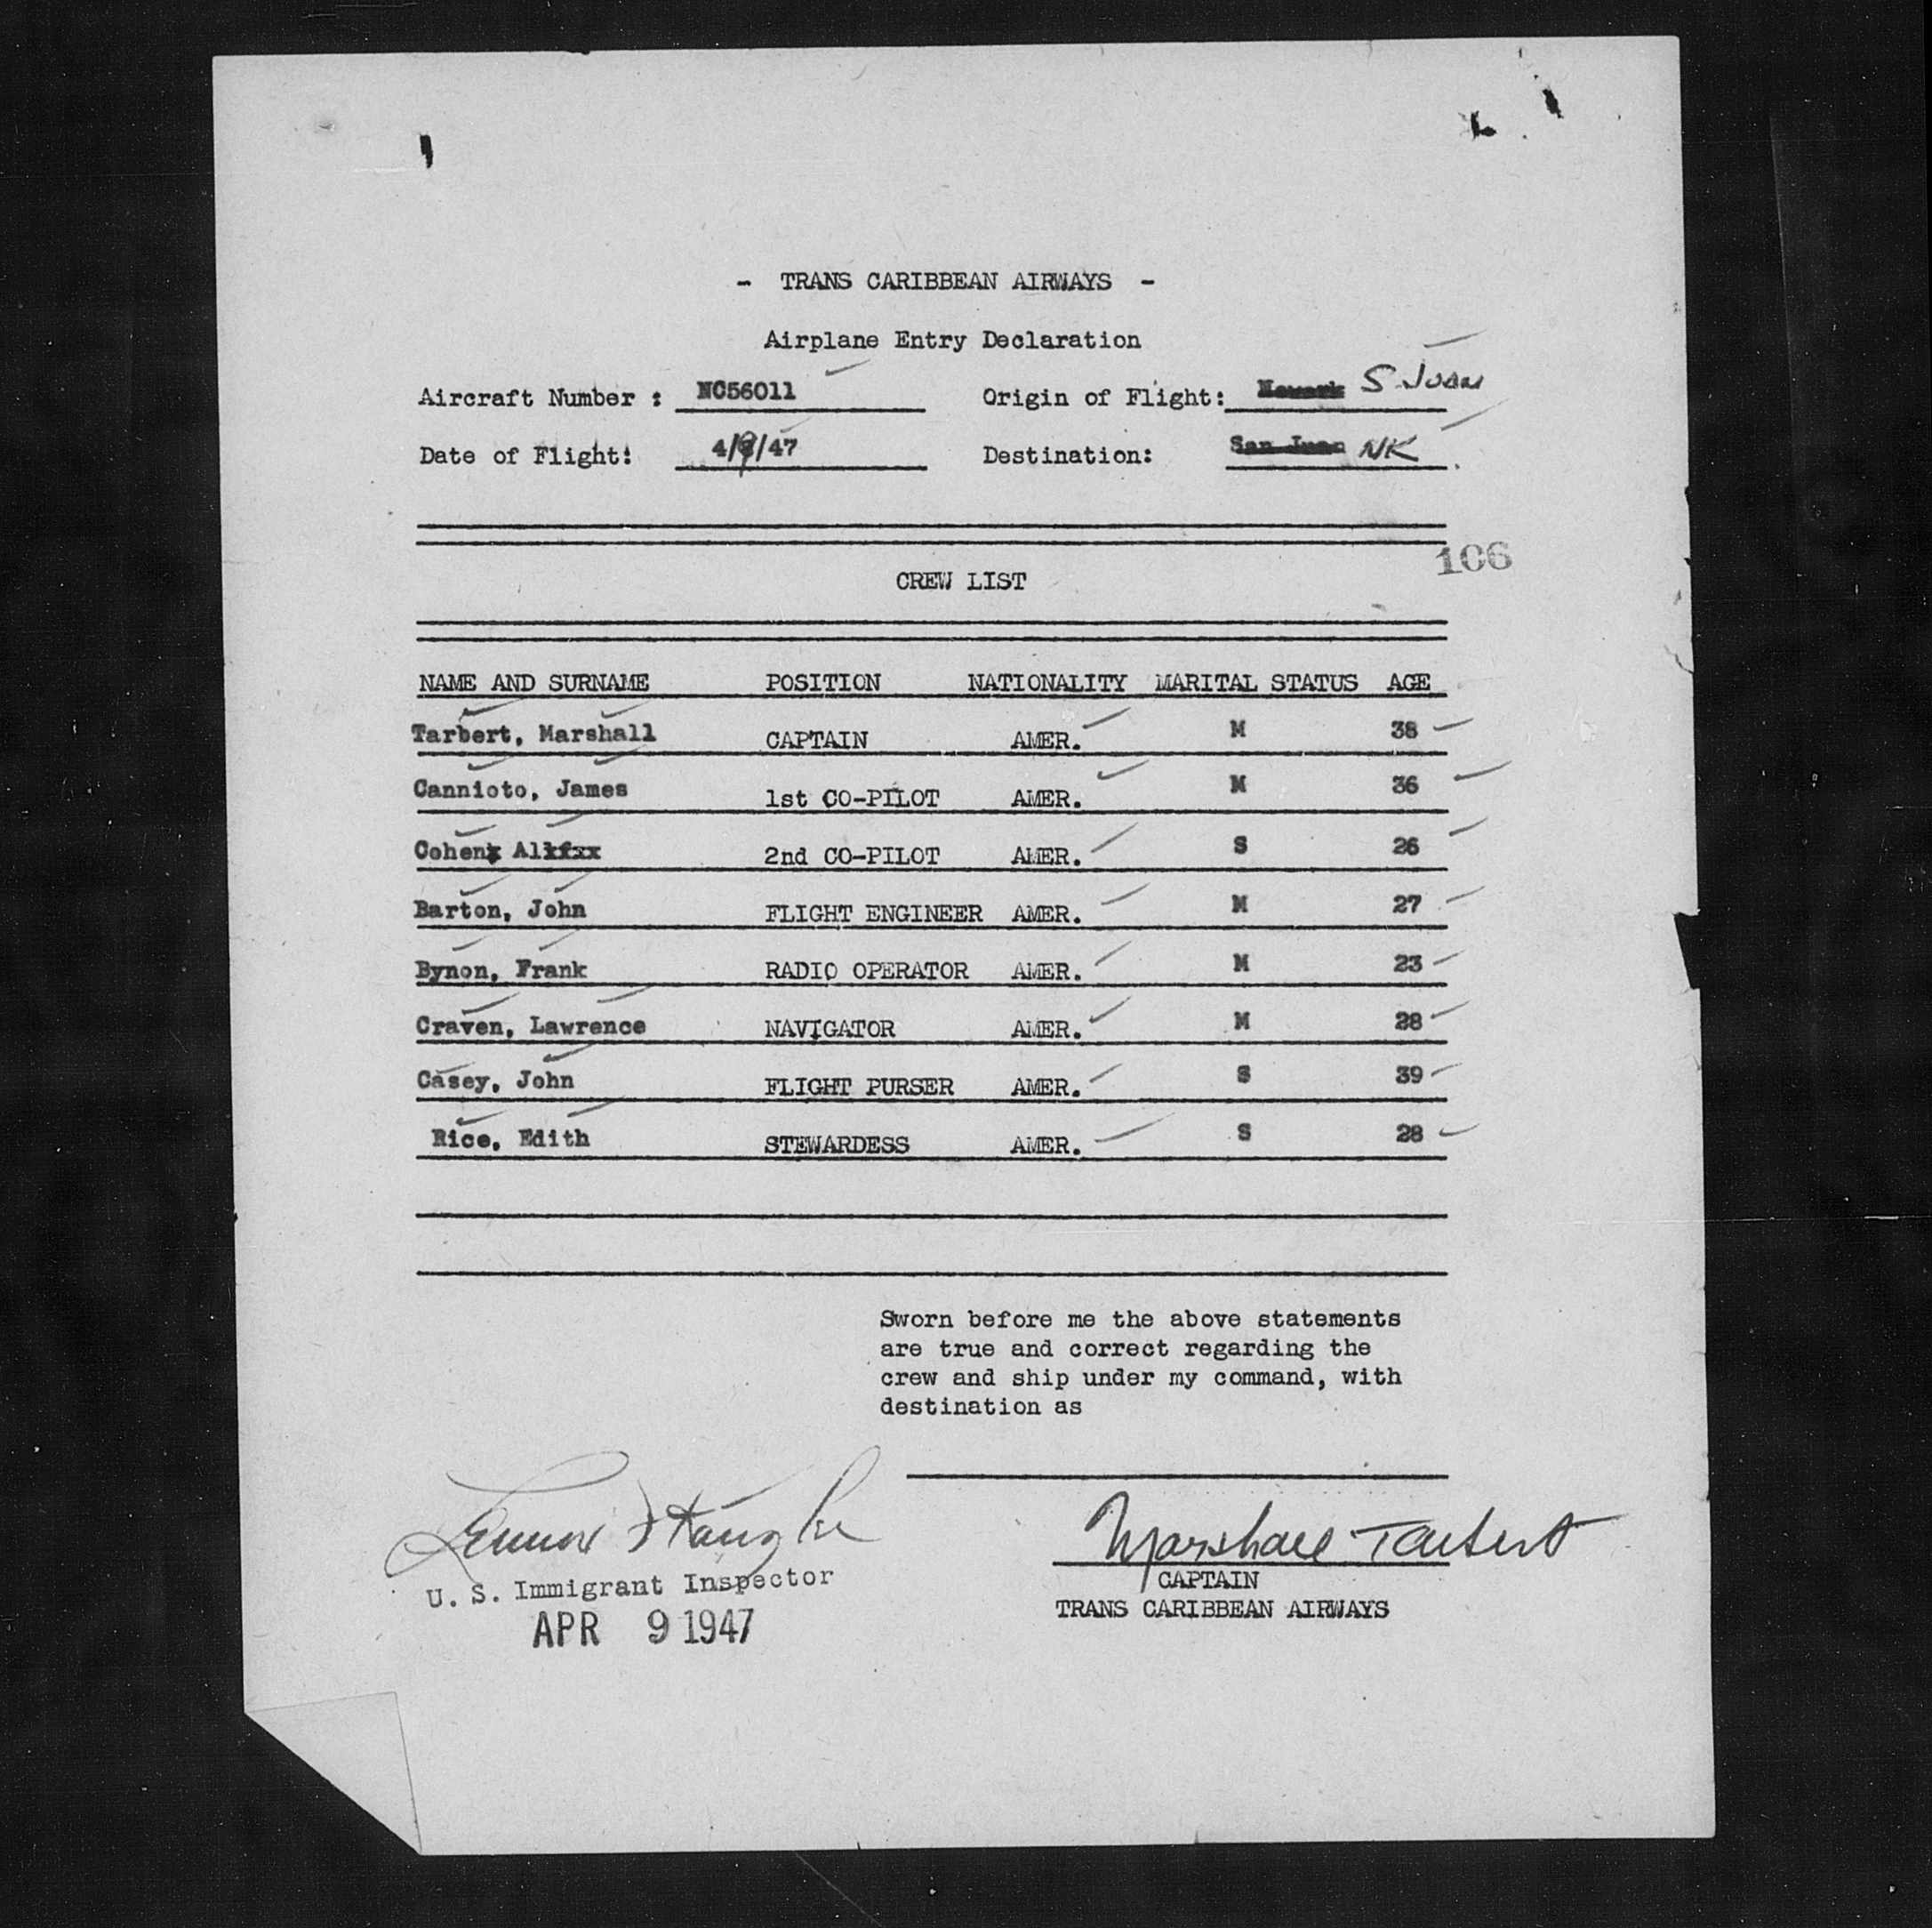 - TRANS CARIBBEAN AIRWAYS -
Airplane Entry Declaration
Aircraft Number : NC56011 Origin of Flight: Newark S Juan
Date of Flight: 4/9/47 Destination: San Juan NK
106
CREW LIST
NAME AND SURNAME POSITION NATIONALITY MARITAL STATUS AGE
Tarbert, Marshall CAPTAIN AMER. M 38
Cannioto, James 1st CO-PILOT AMER. M 36
Cohen, 2nd CO-PILOT AMER. S 26
Barton, John FLIGHT ENGINEER AMER. M 27
Bynon, Frank RADIO OPERATOR AMER. M 23
Craven, Lawrence NAVIGATOR AMER. M 28
Casey, John FLIGHT PURSER AMER. S 39
Rice, Edith STEWARDESS AMER. S 28
Sworn before me the above statements
are true and correct regarding the
crew and ship under my command, with
destination as
Marshall Tarbert
U. S. Immigrant Inspector CAPTAIN
APR 9 1947 TRANS CARIBBEAN AIRWAYS